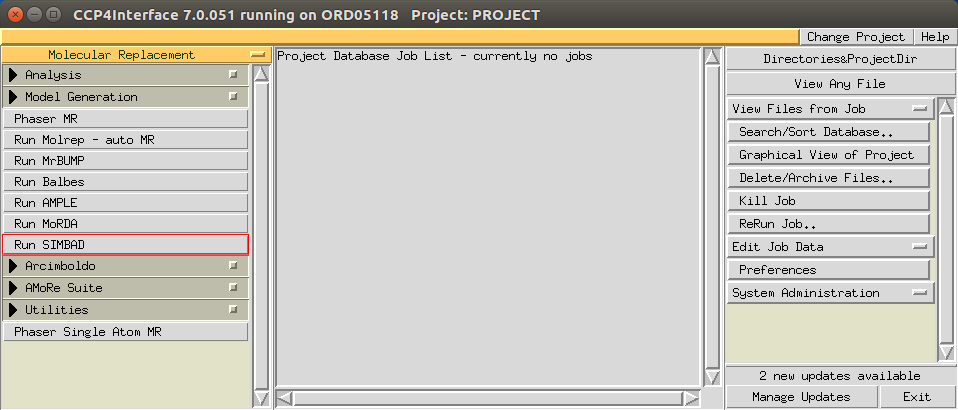 CCP4Interface 7.0.051 running on ORD05118   Project: PROJECT
Change Project
Help
Molecular Replacement
Analysis
Model Generation
Phaser MR
Run Molrep - auto MR
Run MrBUMP
Run Balbes
Run AMPLE
Run MoRDA
Run SIMBAD
Arcimboldo
AMoRe Suite
Utilities
Phaser Single Atom MR
Project Database Job List - currently no jobs
Directories&ProjectDir
View Any File
View Files from Job
Search/Sort Database..
Graphical View of Project
Delete/Archive Files..
Kill Job
ReRun Job..
Edit Job Data
Preferences
System Administration
2 new updates available
Manage Updates
Exit